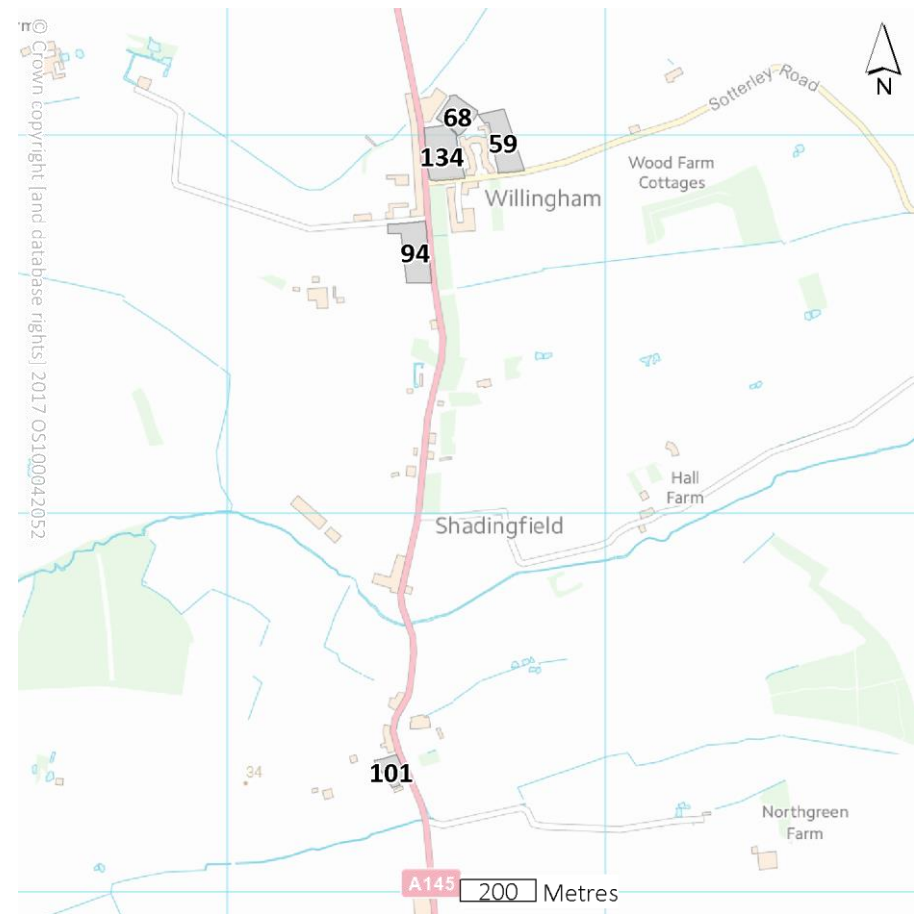 © Crown copyright [and database rights] 2017 OS100042052
N
Sotterley Road
68
59
134
Wood Farm
Cottages
Willingham
94
Hall
Farm
Shadingfield
101
34
Northgreen
Farm
A145
200 Metres